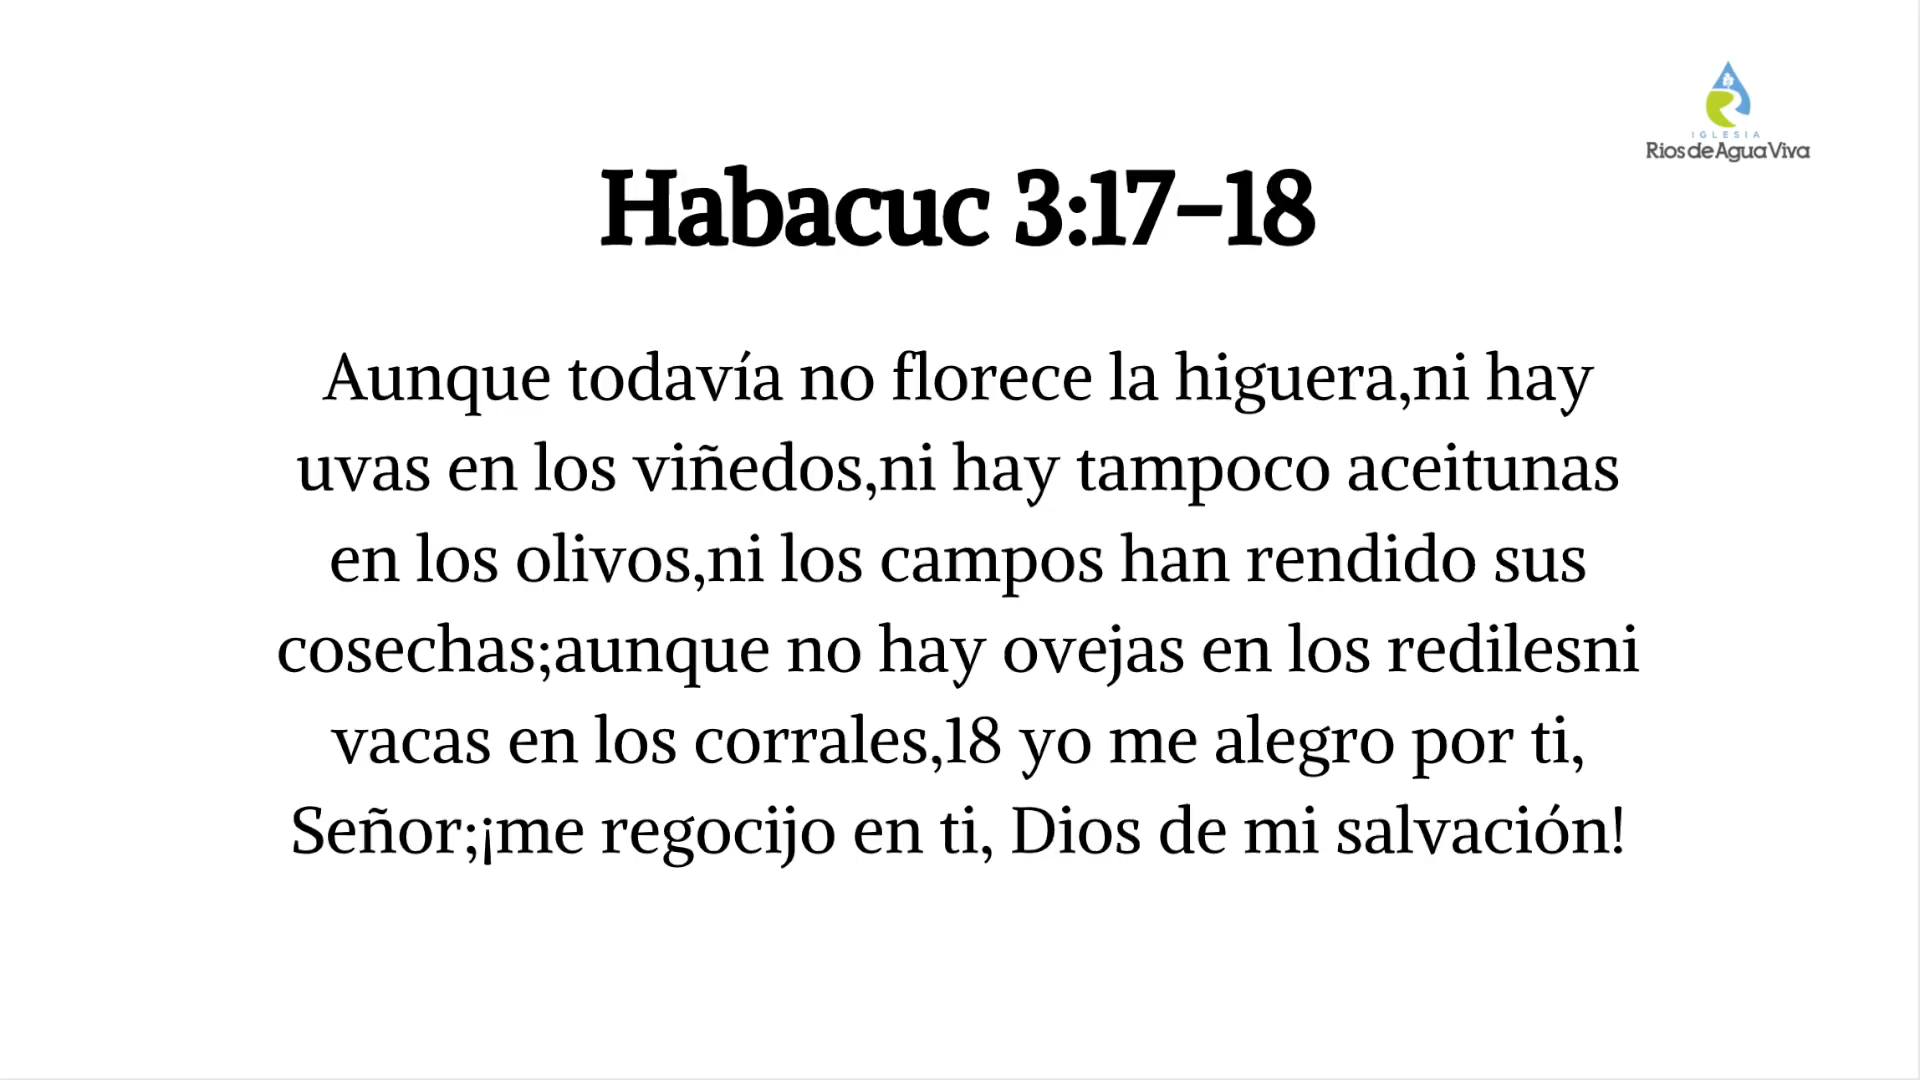 IGLESIA
Rios de Agua Viva
Habacuc 3:17–18
Aunque todavía no florece la higuera,ni hay
uvas en los viñedos,ni hay tampoco aceitunas
en los olivos,ni los campos han rendido sus
cosechas;aunque no hay ovejas en los redilesni
vacas en los corrales,18 yo me alegro por ti,
Señor;¡me regocijo en ti, Dios de mi salvación!